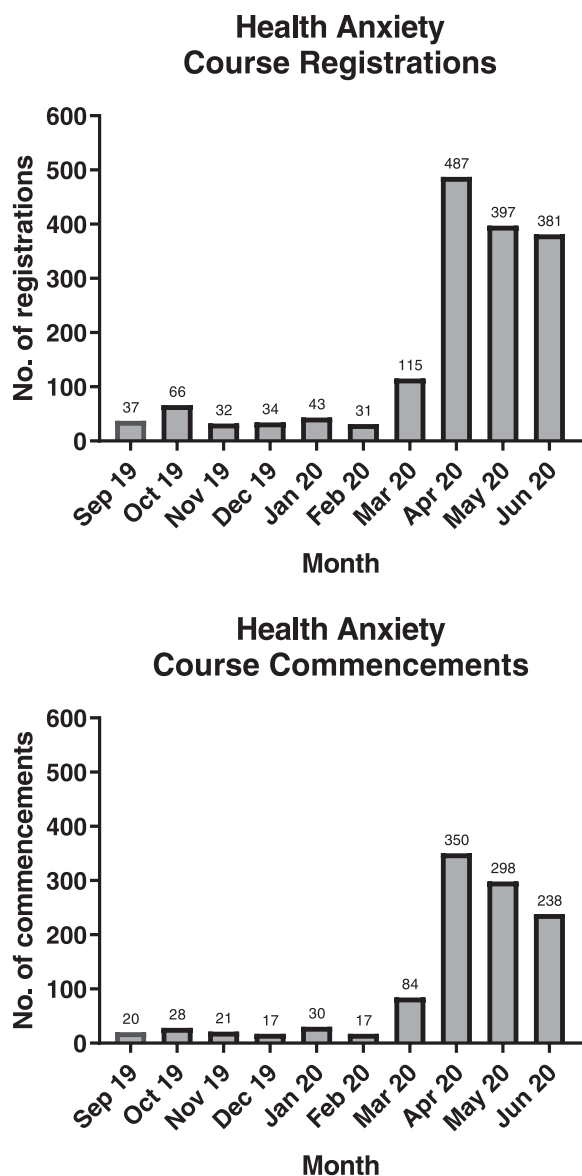 Health Anxiety
Course Registrations
No. of registrations
600
500
400
300
200
100
0
37
66
32
34
43
31
115
487
397
381
Sep 19
Oct 19
Nov 19
Dec 19
Jan 20
Feb 20
Mar 20
Apr 20
May 20
Jun 20
Month
Health Anxiety
Course Commencements
No. of commencements
600
500
400
300
200
100
0
20
28
21
17
30
17
84
350
298
238
Sep 19
Oct 19
Nov 19
Dec 19
Jan 20
Feb 20
Mar 20
Apr 20
May 20
Jun 20
Month